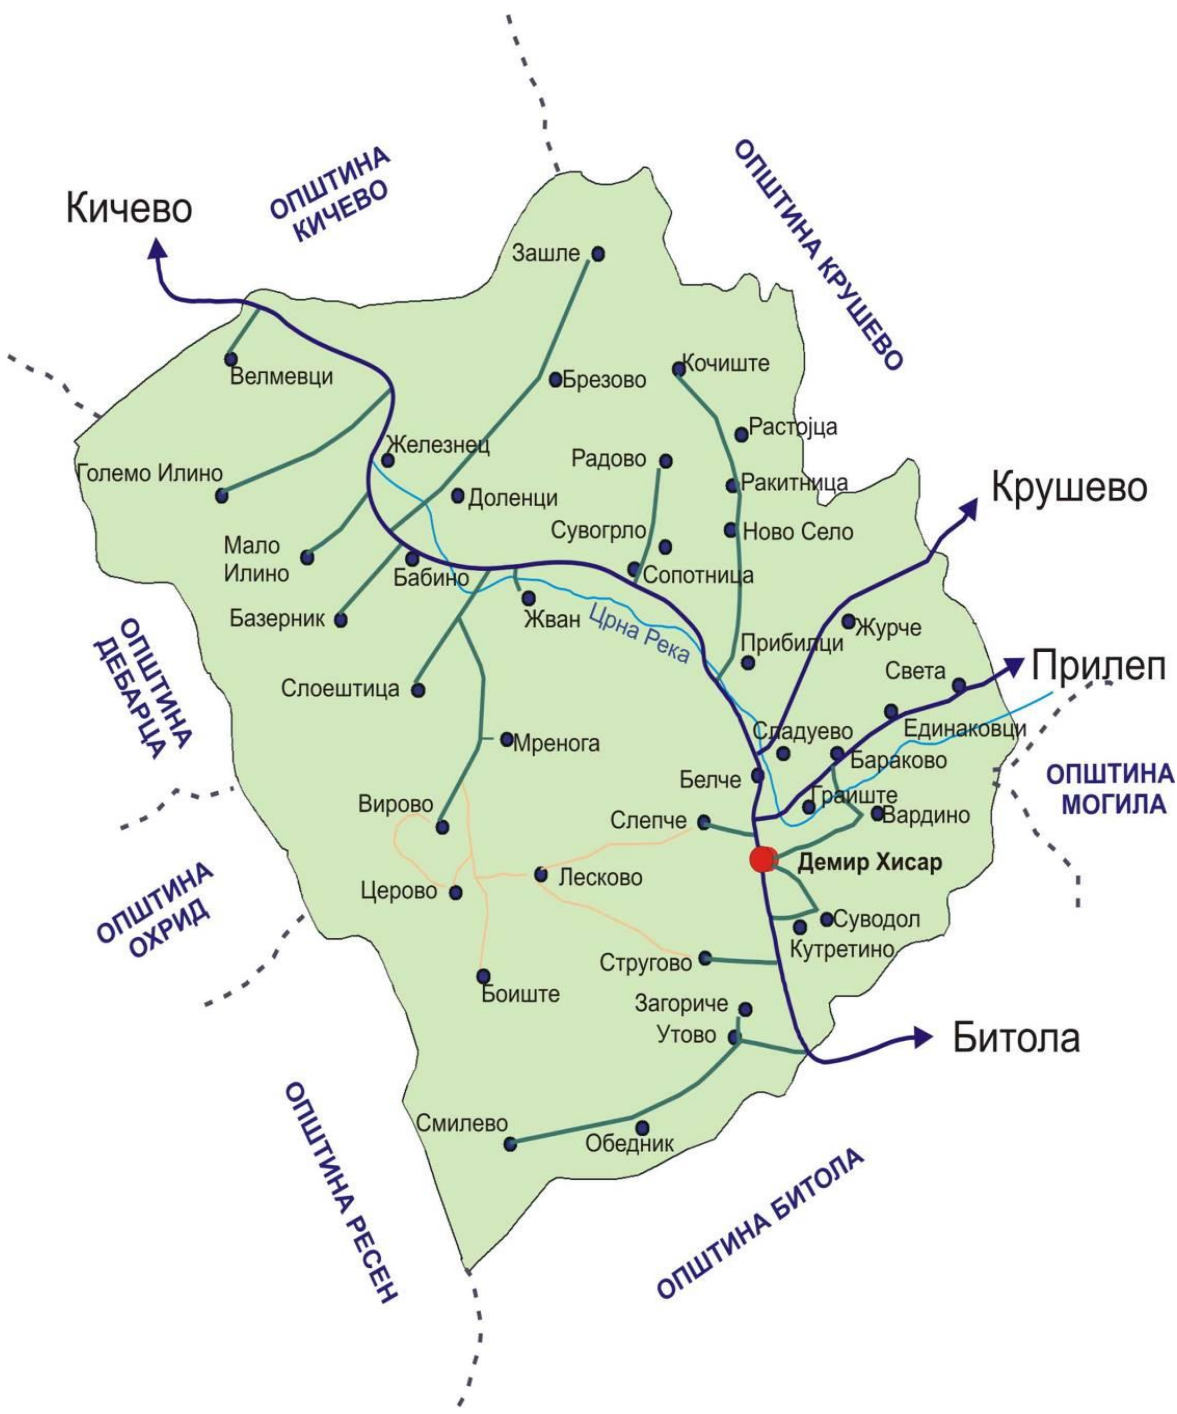 ОПШТИНА
КИЧЕВО
ОПШТИНА КРУШЕВО
Кичево
Зашле
Велмевци
Брезово
Кочиште
Растојца
Железнец
Радово
Големо Илино
Ракитница
Доленци
Крушево
Сувогрло
Ново Село
Мало
Илино
Бабино
Сопотница
Базерник
Жван
Црна Река
Журче
ОПШТИНА
ДЕБАРЦА
Прибилци
Света
Прилеп
Слоештица
Сладуево
Единаковци
Мренога
Бараково
Белче
ОПШТИНА
МОГИЛА
Граиште
Вирово
Слепче
Вардино
Демир Хисар
Лесково
Церово
ОПШТИНА
ОХРИД
Суводол
Кутретино
Стругово
Боиште
Загориче
Утово
Битола
Смилево
Обедник
ОПШТИНА РЕСЕН
ОПШТИНА БИТОЛА